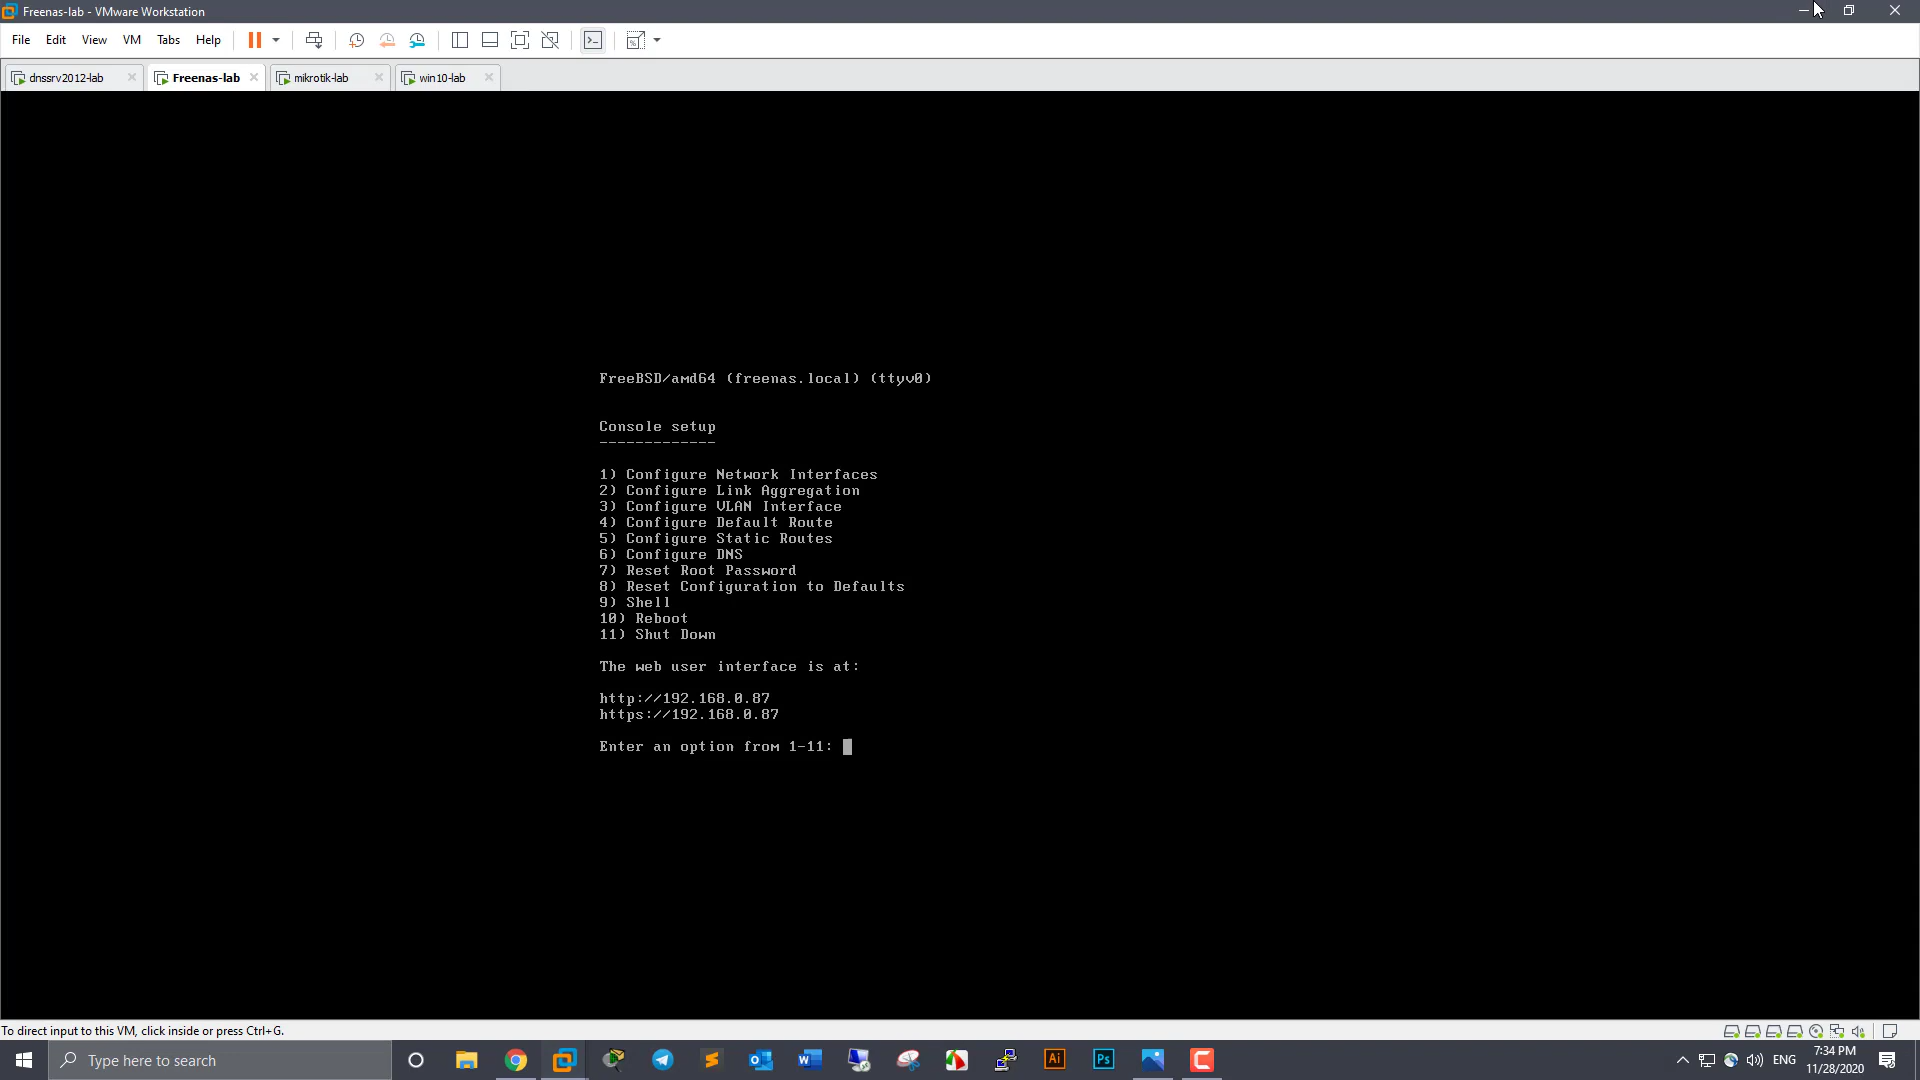 Freenas-lab - VMware Workstation
File Edit View VM Tabs Help
dnssrv2012-lab Freenas-lab mikrotik-lab win10-lab
FreeBSD/amd64 (freenas.local) (ttyv0)
Console setup
-------------
1) Configure Network Interfaces
2) Configure Link Aggregation
3) Configure VLAN Interface
4) Configure Default Route
5) Configure Static Routes
6) Configure DNS
7) Reset Root Password
8) Reset Configuration to Defaults
9) Shell
10) Reboot
11) Shut Down
The web user interface is at:
http://192.168.0.87
https://192.168.0.87
Enter an option from 1-11:
To direct input to this VM, click inside or press Ctrl+G.
Type here to search
Ai
Ps
ENG
7:34 PM
11/28/2020